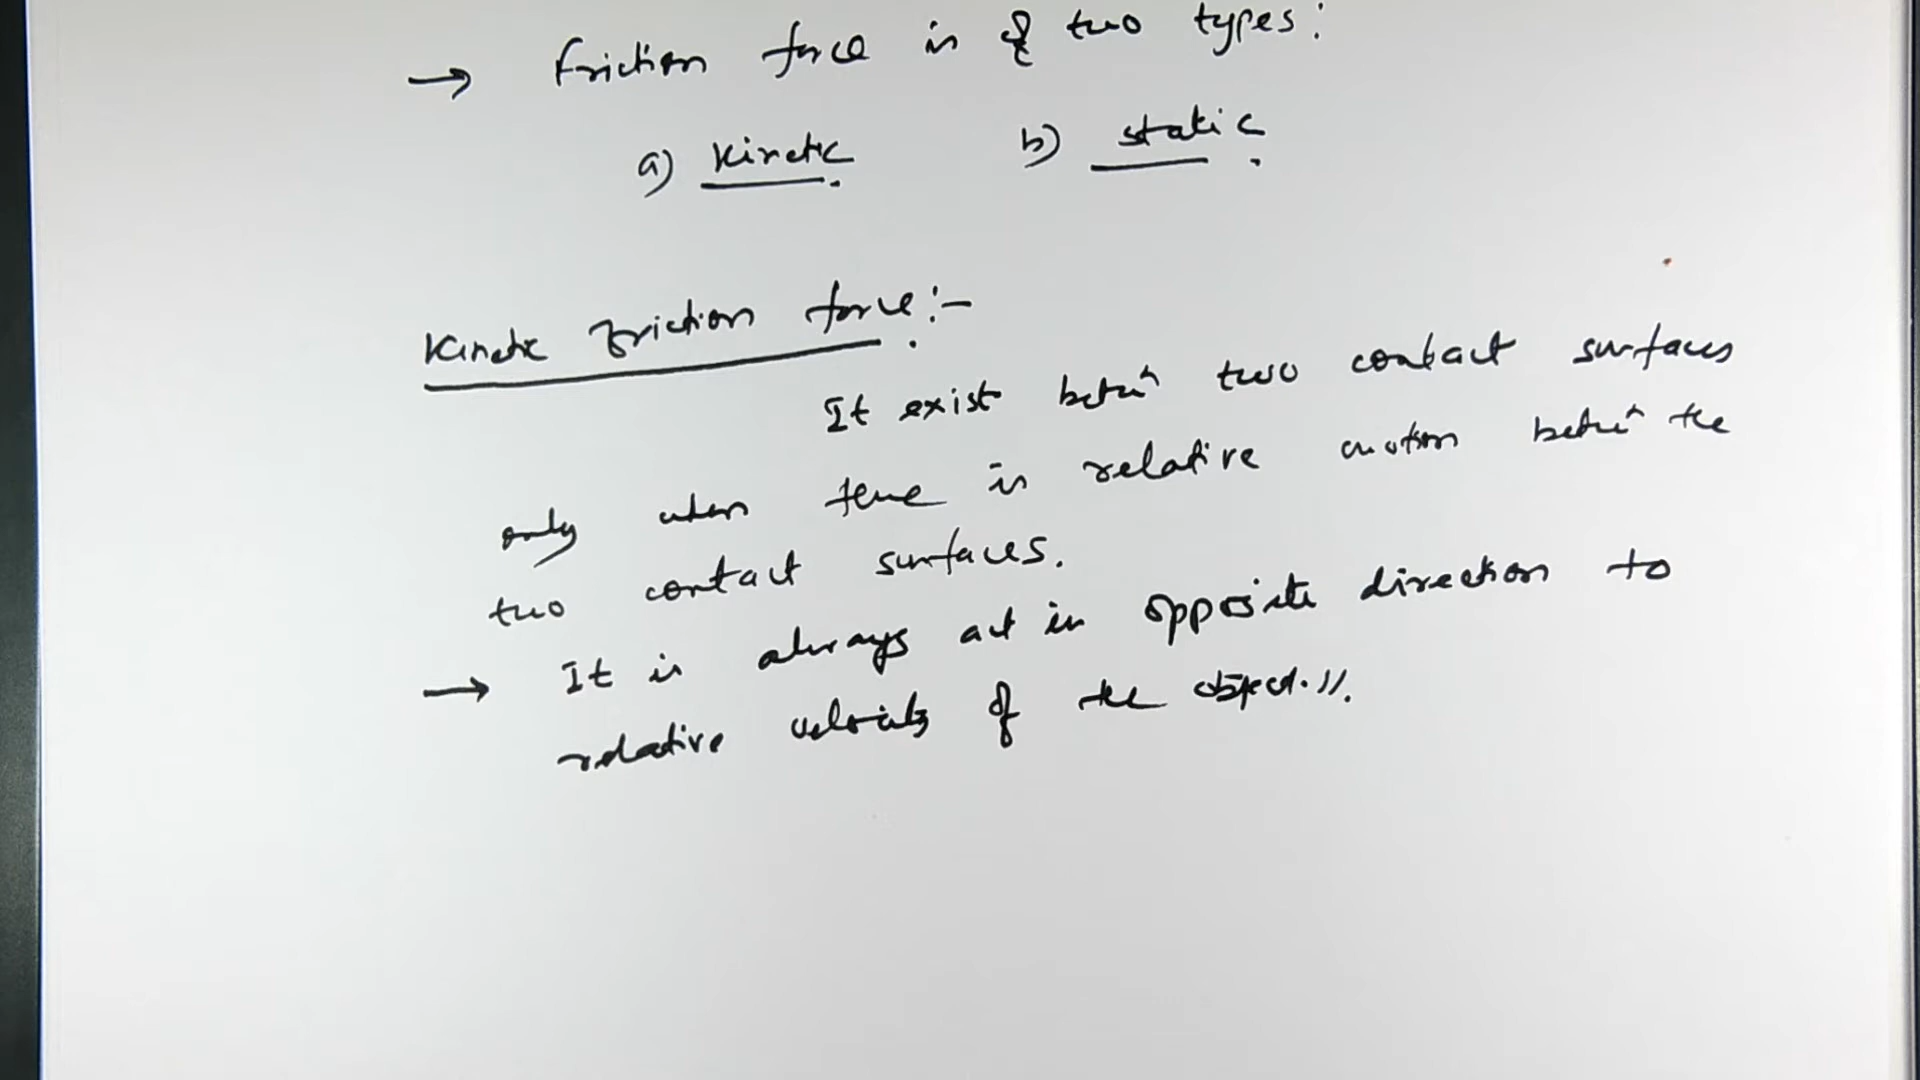 → Friction force is of two types:
a) Kinetic. b) static.
Kinetic Friction force:-
It exist betn two contact surfaces
only when there is relative motion betn the
two contact surfaces.
→ It is always act in opposite direction to
relative velocity of the object.//.